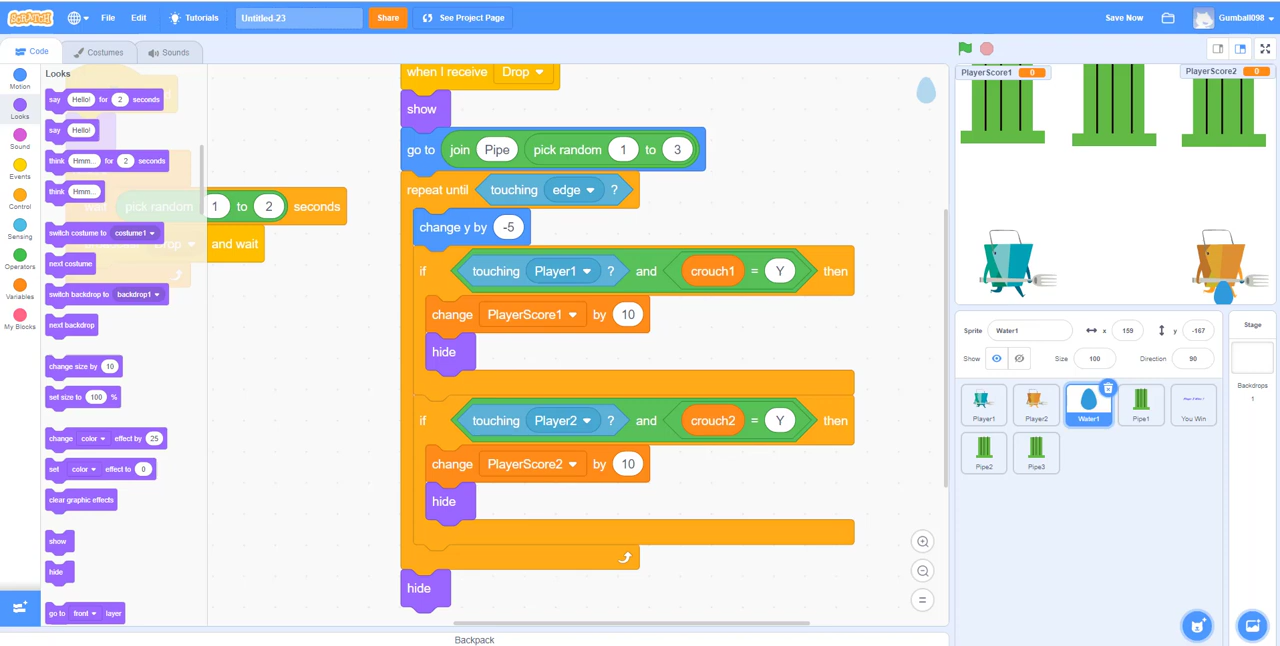 SCRATCH File Edit Tutorials Untitled-23 Share See Project Page Save Now Gumball098
Code Costumes Sounds
Motion
Looks
Sound
Events
Control
Sensing
Operators
Variables
My Blocks
Looks
say Hello! for 2 seconds
say Hello!
think Hmm... for 2 seconds
think Hmm...
switch costume to costume1
next costume
switch backdrop to backdrop1
next backdrop
change size by 10
set size to 100 %
change color effect by 25
set color effect to 0
clear graphic effects
show
hide
go to front layer
pick random 1 to 2 seconds
and wait
when I receive Drop
show
go to join Pipe pick random 1 to 3
repeat until touching edge ?
change y by -5
if touching Player1 ? and crouch1 = Y then
change PlayerScore1 by 10
hide
if touching Player2 ? and crouch2 = Y then
change PlayerScore2 by 10
hide
hide
Backpack
PlayerScore1 0 PlayerScore2 0
Sprite Water1 x 159 y -167
Show Size 100 Direction 90
Player1 Player2 Water1 Pipe1 You Win
Pipe2 Pipe3
Stage
Backdrops
1